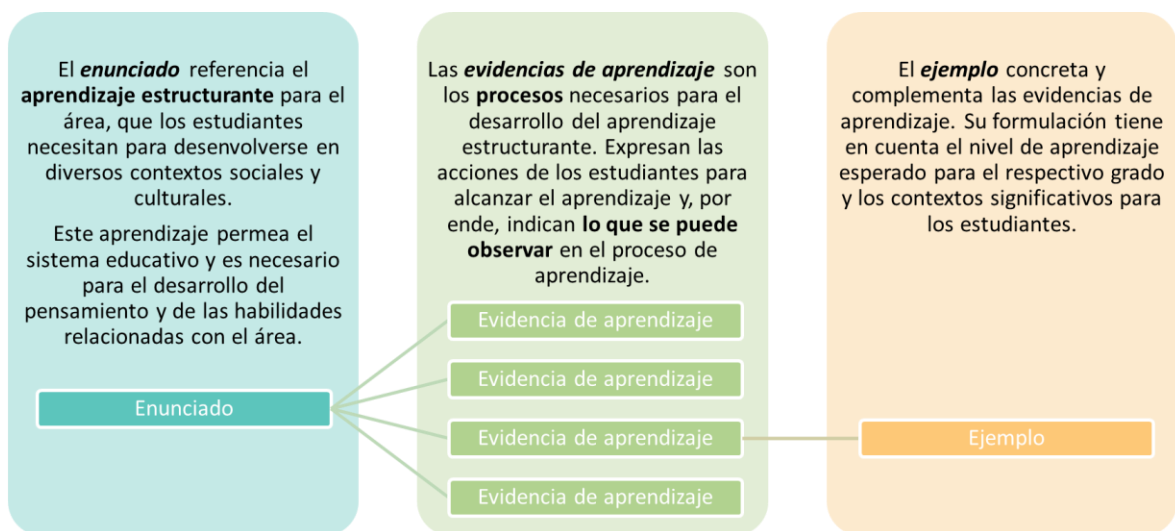 El enunciado referencia el
aprendizaje estructurante para el
área, que los estudiantes
necesitan para desenvolverse en
diversos contextos sociales y
culturales.
Este aprendizaje permea el
sistema educativo y es necesario
para el desarrollo del
pensamiento y de las habilidades
relacionadas con el área.
Enunciado
Las evidencias de aprendizaje son
los procesos necesarios para el
desarrollo del aprendizaje
estructurante. Expresan las
acciones de los estudiantes para
alcanzar el aprendizaje y, por
ende, indican lo que se puede
observar en el proceso de
aprendizaje.
Evidencia de aprendizaje
Evidencia de aprendizaje
Evidencia de aprendizaje
Evidencia de aprendizaje
El ejemplo concreta y
complementa las evidencias de
aprendizaje. Su formulación tiene
en cuenta el nivel de aprendizaje
esperado para el respectivo grado
y los contextos significativos para
los estudiantes.
Ejemplo